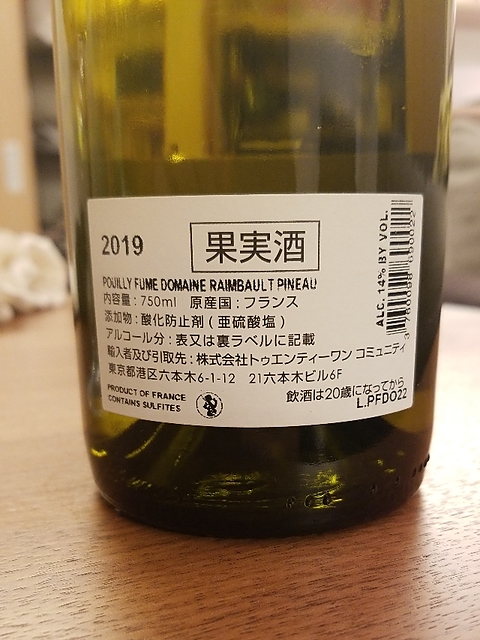 2019
果実酒
POUILLY FUME DOMAINE RAIMBAULT PINEAU
内容量:750ml 原産国:フランス
添加物:酸化防止剤(亜硫酸塩)
アルコール分:表又は裏ラベルに記載
輸入者及び引取先:株式会社トゥエンティーワン コミュニティ
東京都港区六本木6-1-12 21六本木ビル6F
PRODUCT OF FRANCE
CONTAINS SULFITES
飲酒は20歳になってから
L.PFD022
ALC. 14% BY VOL.